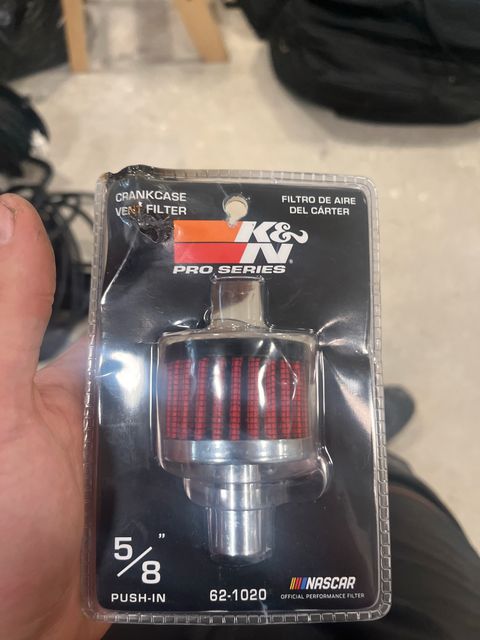 CRANKCASE
VENT FILTER
FILTRO DE AIRE
DEL CÁRTER
K&N®
PRO SERIES
5/8"
PUSH-IN
62-1020
NASCAR
OFFICIAL PERFORMANCE FILTER